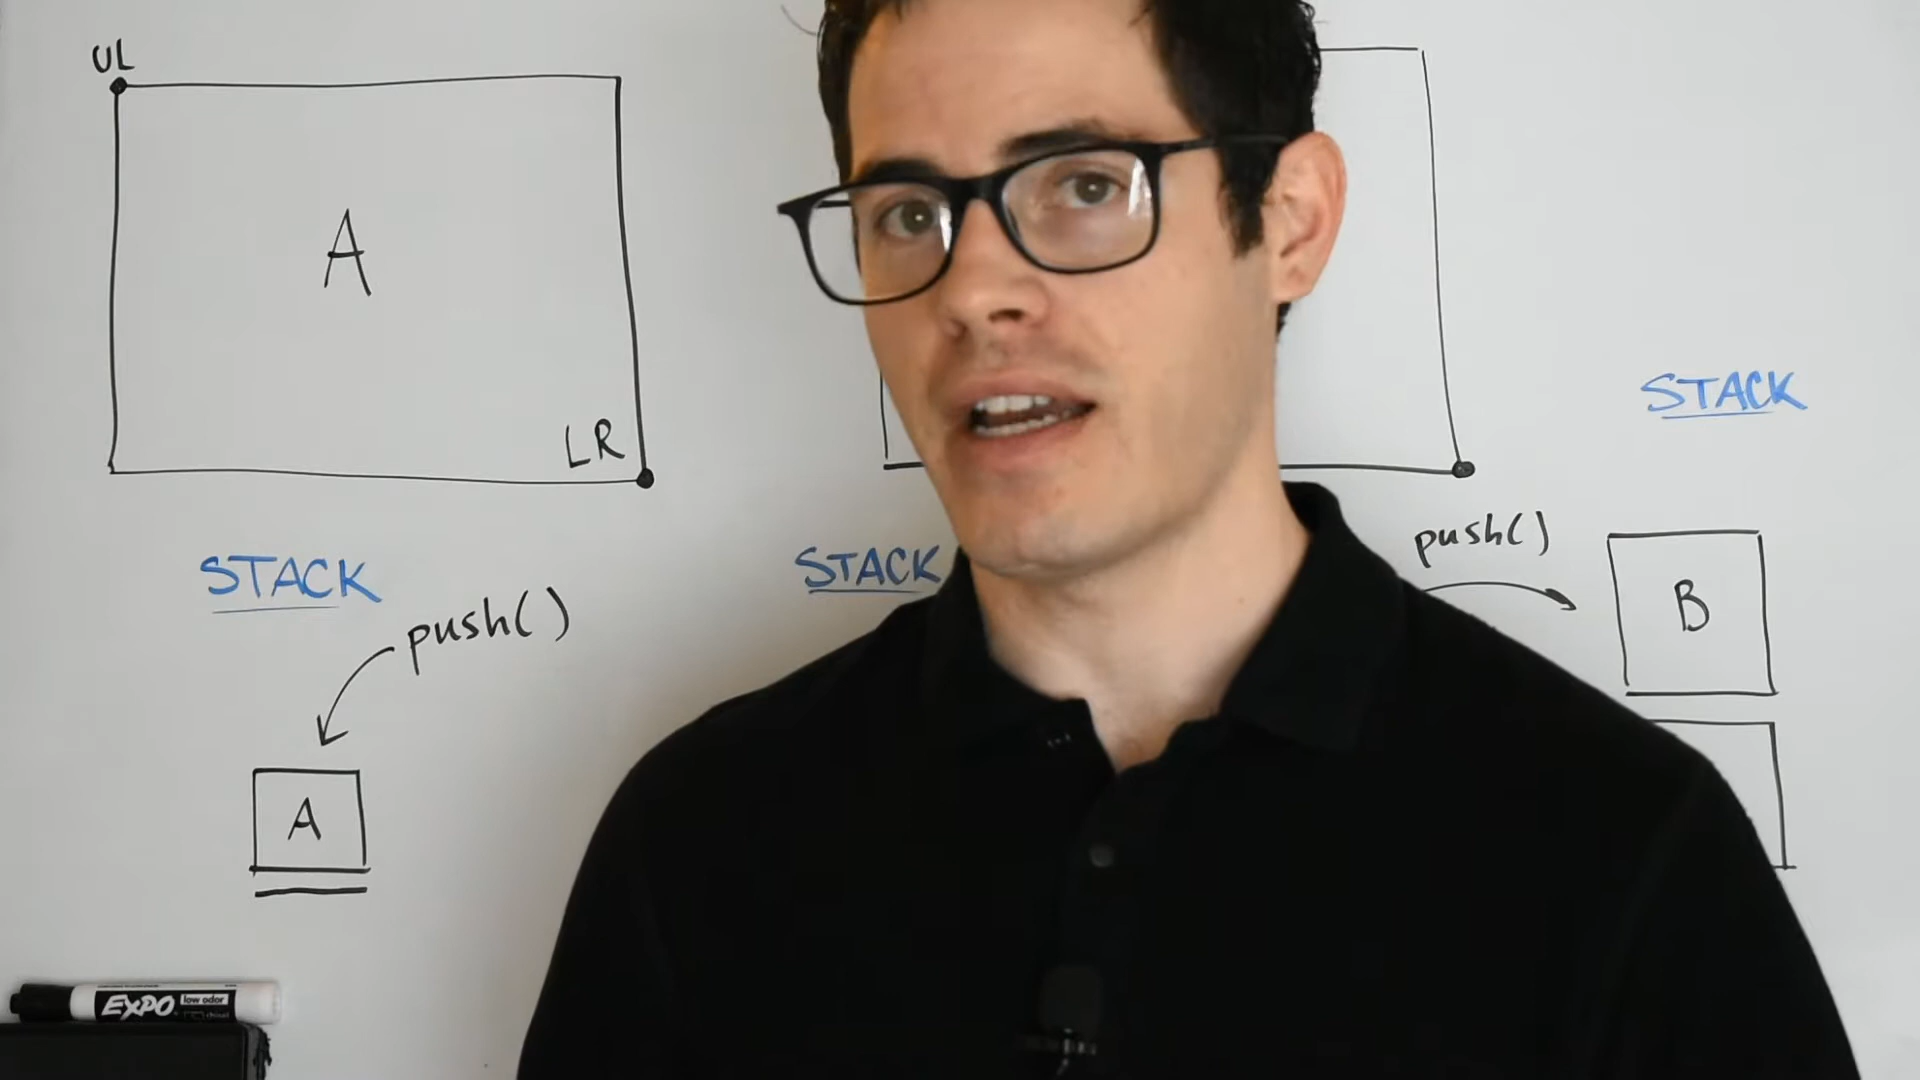 UL
A
LR
STACK
push()
A
STACK
STACK
push()
B
EXPO
low odor